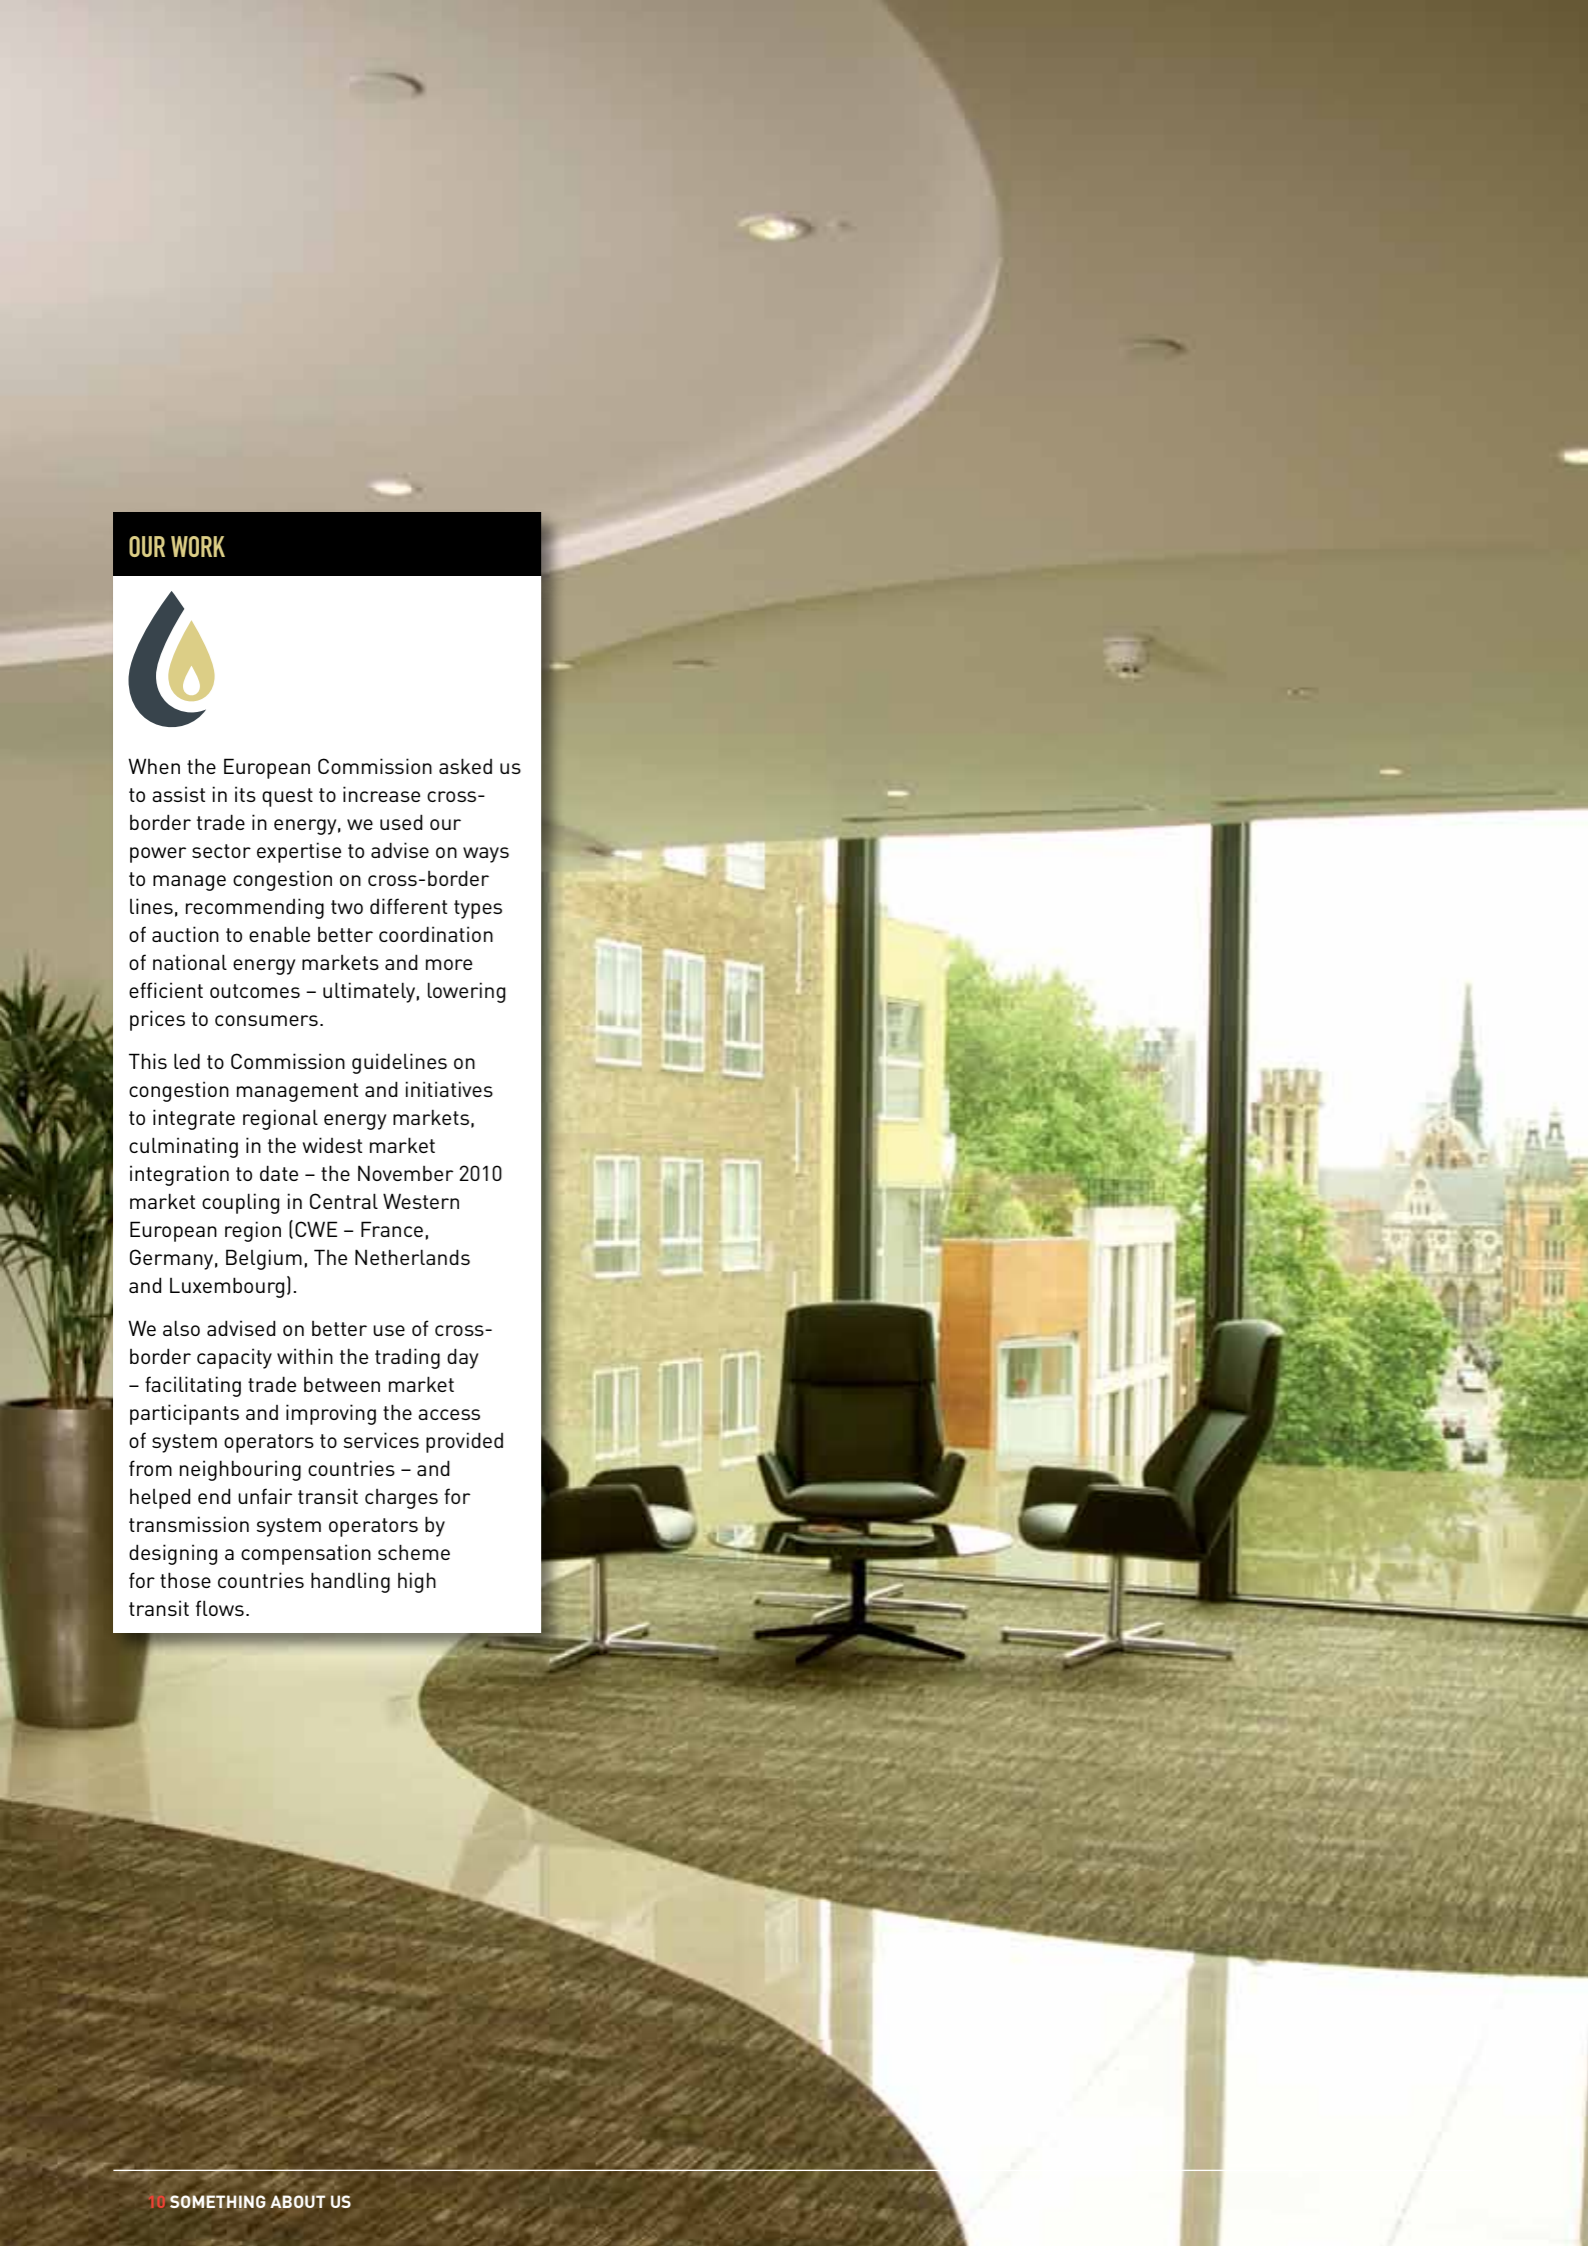 OUR WORK
When the European Commission asked us
to assist in its quest to increase cross-
border trade in energy, we used our
power sector expertise to advise on ways
to manage congestion on cross-border
lines, recommending two different types
of auction to enable better coordination
of national energy markets and more
efficient outcomes – ultimately, lowering
prices to consumers.
This led to Commission guidelines on
congestion management and initiatives
to integrate regional energy markets,
culminating in the widest market
integration to date – the November 2010
market coupling in Central Western
European region (CWE – France,
Germany, Belgium, The Netherlands
and Luxembourg).
We also advised on better use of cross-
border capacity within the trading day
– facilitating trade between market
participants and improving the access
of system operators to services provided
from neighbouring countries – and
helped end unfair transit charges for
transmission system operators by
designing a compensation scheme
for those countries handling high
transit flows.
10 SOMETHING ABOUT US